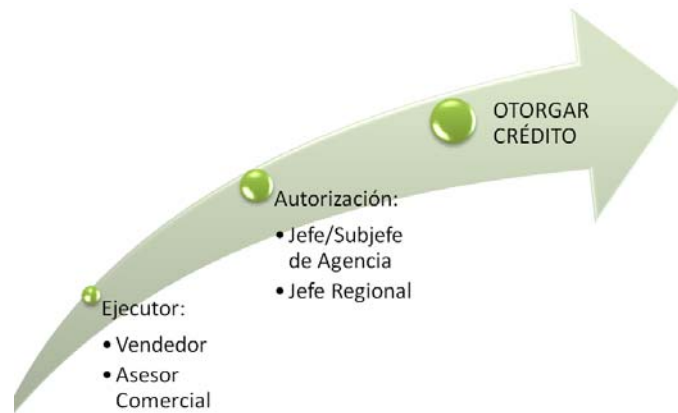 OTORGAR
CRÉDITO
Autorización:
• Jefe/Subjefe
de Agencia
• Jefe Regional
Ejecutor:
• Vendedor
• Asesor
Comercial